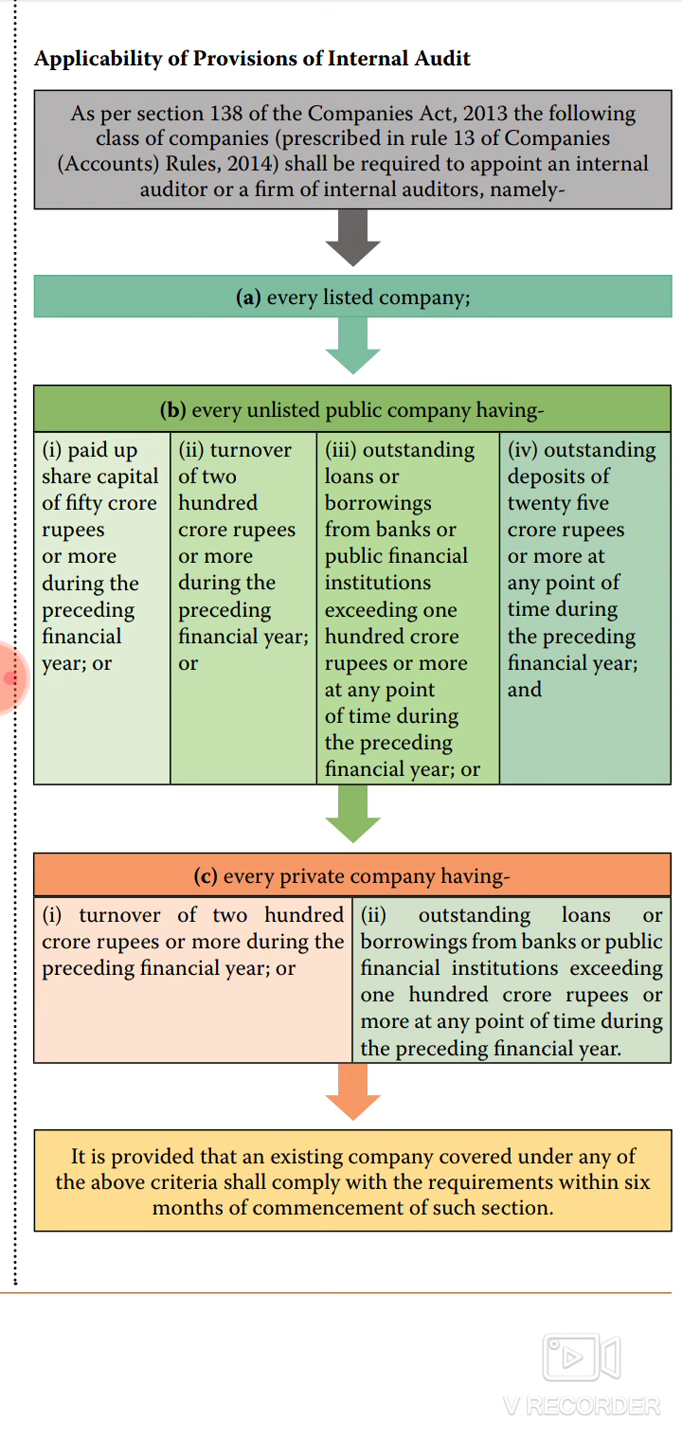 Applicability of Provisions of Internal Audit
As per section 138 of the Companies Act, 2013 the following
class of companies (prescribed in rule 13 of Companies
(Accounts) Rules, 2014) shall be required to appoint an internal
auditor or a firm of internal auditors, namely-
(a) every listed company;
(b) every unlisted public company having-
(i) paid up
share capital
of fifty crore
rupees
or more
during the
preceding
financial
year; or
(ii) turnover
of two
hundred
crore rupees
or more
during the
preceding
financial year;
or
(iii) outstanding
loans or
borrowings
from banks or
public financial
institutions
exceeding one
hundred crore
rupees or more
at any point
of time during
the preceding
financial year; or
(iv) outstanding
deposits of
twenty five
crore rupees
or more at
any point of
time during
the preceding
financial year;
and
(c) every private company having-
(i) turnover of two hundred
crore rupees or more during the
preceding financial year; or
(ii) outstanding loans or
borrowings from banks or public
financial institutions exceeding
one hundred crore rupees or
more at any point of time during
the preceding financial year.
It is provided that an existing company covered under any of
the above criteria shall comply with the requirements within six
months of commencement of such section.
V RECORDER